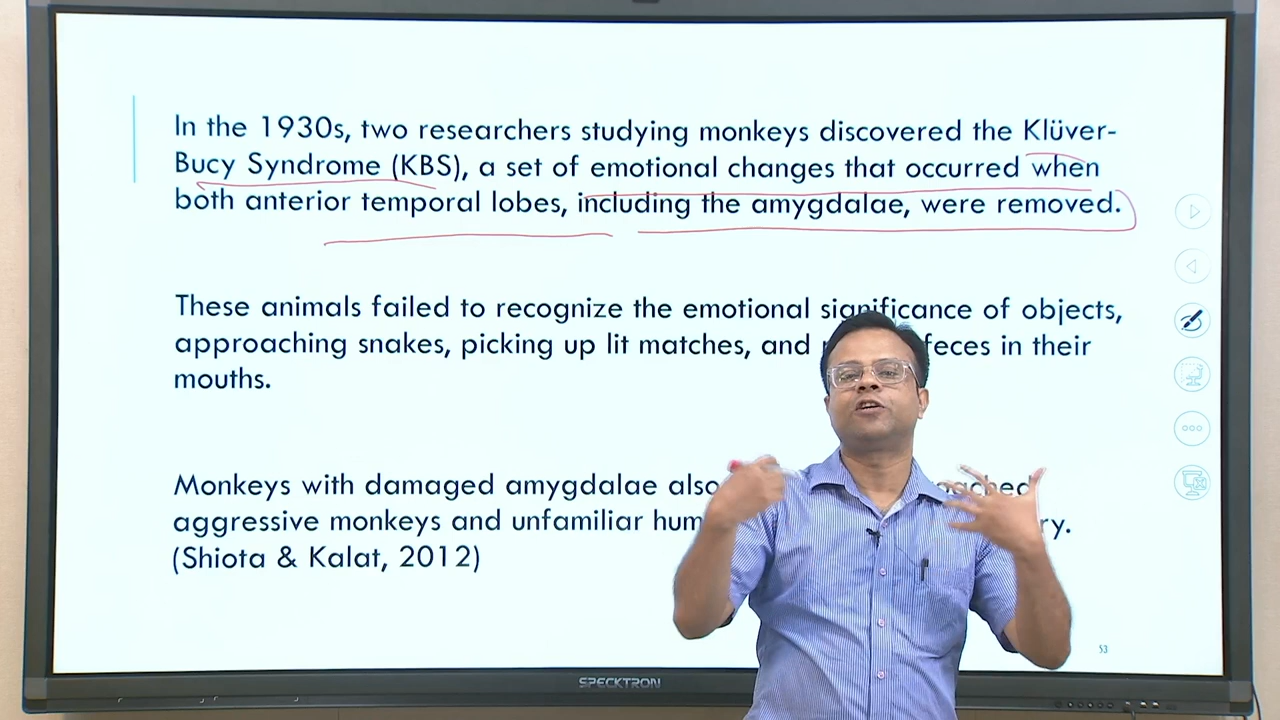 In the 1930s, two researchers studying monkeys discovered the Klüver-
Bucy Syndrome (KBS), a set of emotional changes that occurred when
both anterior temporal lobes, including the amygdalae, were removed.
These animals failed to recognize the emotional significance of objects,
approaching snakes, picking up lit matches, and feces in their
mouths.
Monkeys with damaged amygdalae also
aggressive monkeys and unfamiliar
(Shiota & Kalat, 2012)
53
SPECKTRON